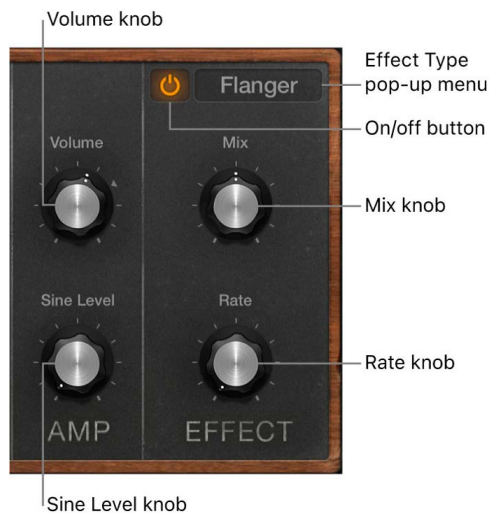 Volume knob
Effect Type
pop-up menu
Flanger
On/off button
Volume
Mix
Mix knob
Sine Level
Rate
Rate knob
AMP
EFFECT
Sine Level knob